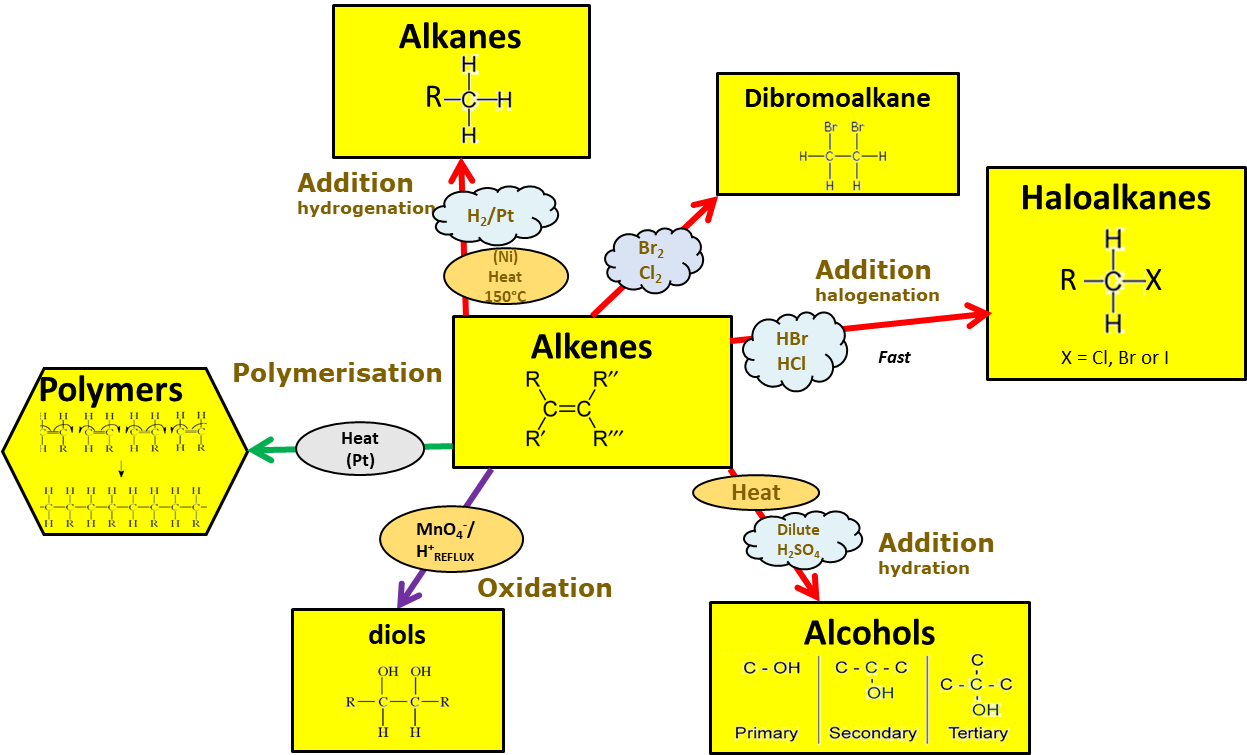 Alkanes
H
R C H
H
Addition
hydrogenation
H₂/Pt
(Ni)
Heat
150°C
Dibromoalkane
Br Br
H C C H
H H
Br₂
Cl₂
Haloalkanes
H
R C X
H
X = Cl, Br or I
Addition
halogenation
HBr
HCl
Fast
Alkenes
R R″
C=C
R′ R‴
Polymerisation
Polymers
H H H H H H H H
C C C C C C C C
H R H R H R H R
H H H H H H H H
C C C C C C C C
H R H R H R H R
Heat
(Pt)
MnO₄⁻/
H⁺REFLUX
Oxidation
diols
OH OH
R C C R
H H
Heat
Dilute
H₂SO₄
Addition
hydration
Alcohols
C - OH
Primary
C - C - C
OH
Secondary
C
C - C - C
OH
Tertiary